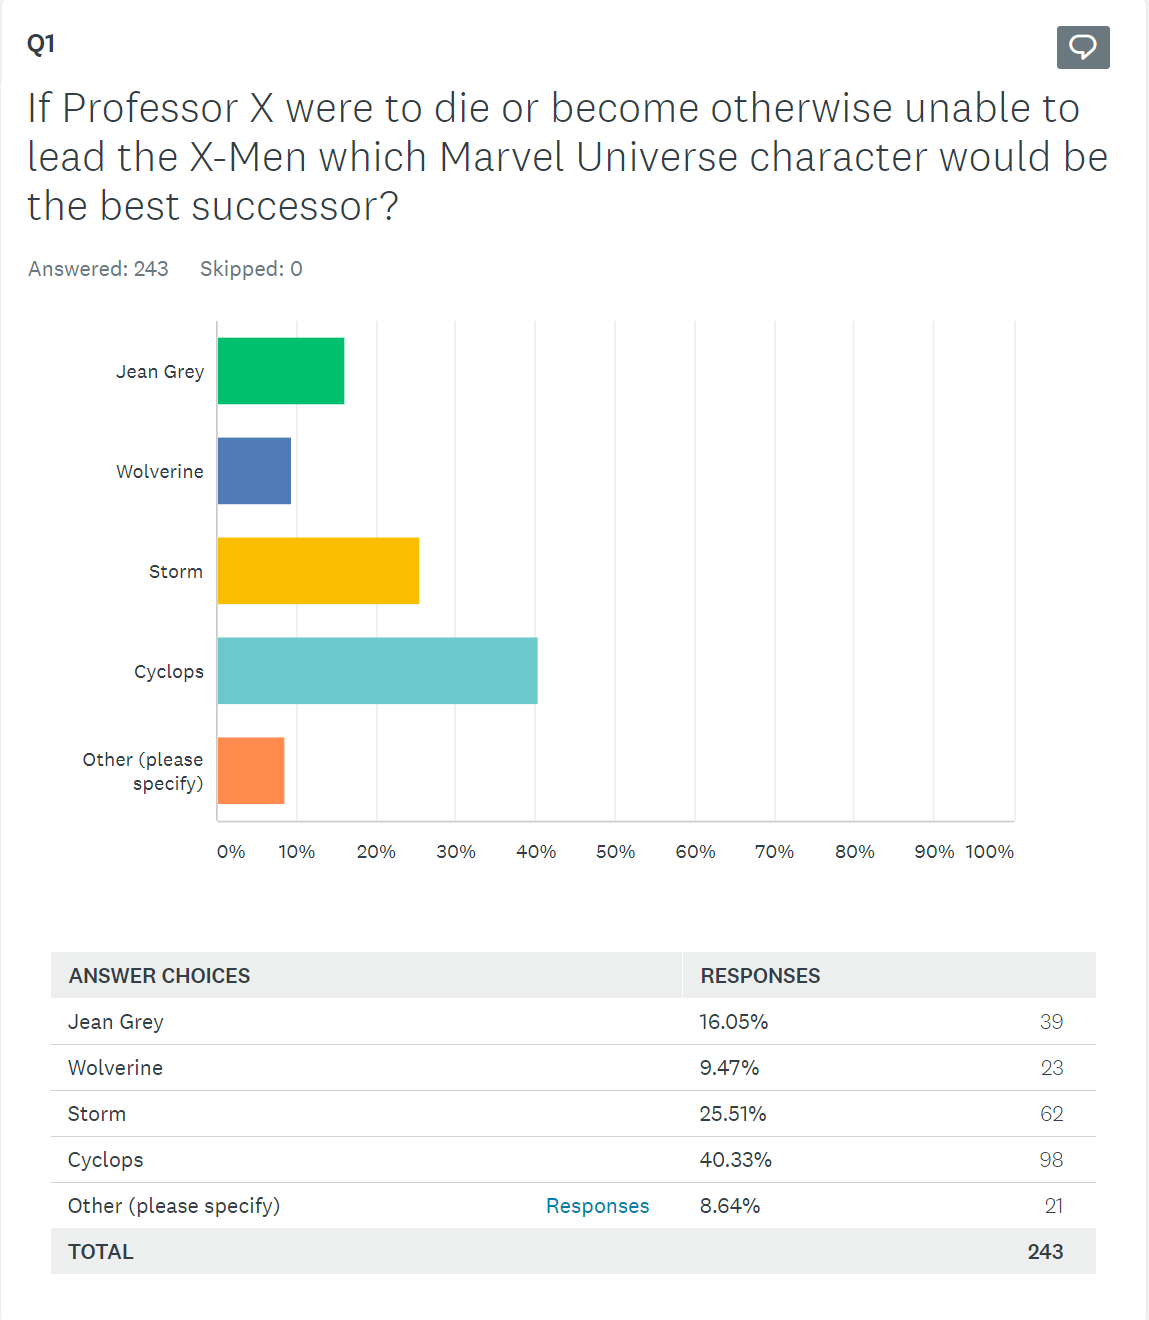 Q1
If Professor X were to die or become otherwise unable to
lead the X-Men which Marvel Universe character would be
the best successor?
Answered: 243 Skipped: 0
Jean Grey
Wolverine
Storm
Cyclops
Other (please
specify)
0% 10% 20% 30% 40% 50% 60% 70% 80% 90% 100%
ANSWER CHOICES RESPONSES
Jean Grey 16.05% 39
Wolverine 9.47% 23
Storm 25.51% 62
Cyclops 40.33% 98
Other (please specify) Responses 8.64% 21
TOTAL 243